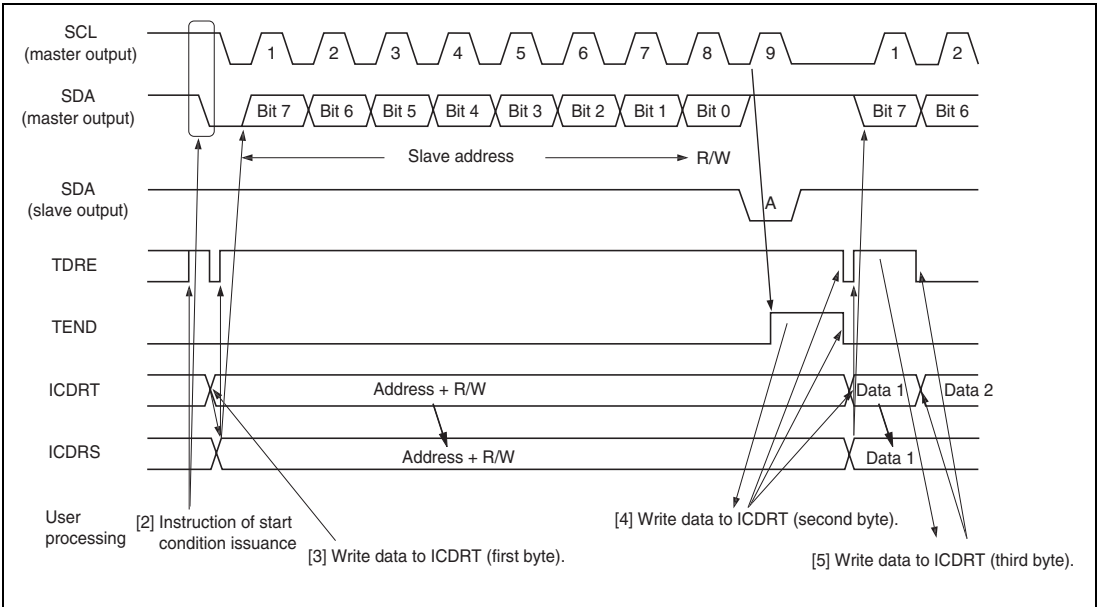 SCL
(master output)
1 2 3 4 5 6 7 8 9 1 2
SDA
(master output)
Bit 7 Bit 6 Bit 5 Bit 4 Bit 3 Bit 2 Bit 1 Bit 0 Bit 7 Bit 6
Slave address R/W
SDA
(slave output)
A
TDRE
TEND
ICDRT
Address + R/W Data 1 Data 2
ICDRS
Address + R/W Data 1
User
processing
[2] Instruction of start
condition issuance
[3] Write data to ICDRT (first byte).
[4] Write data to ICDRT (second byte).
[5] Write data to ICDRT (third byte).